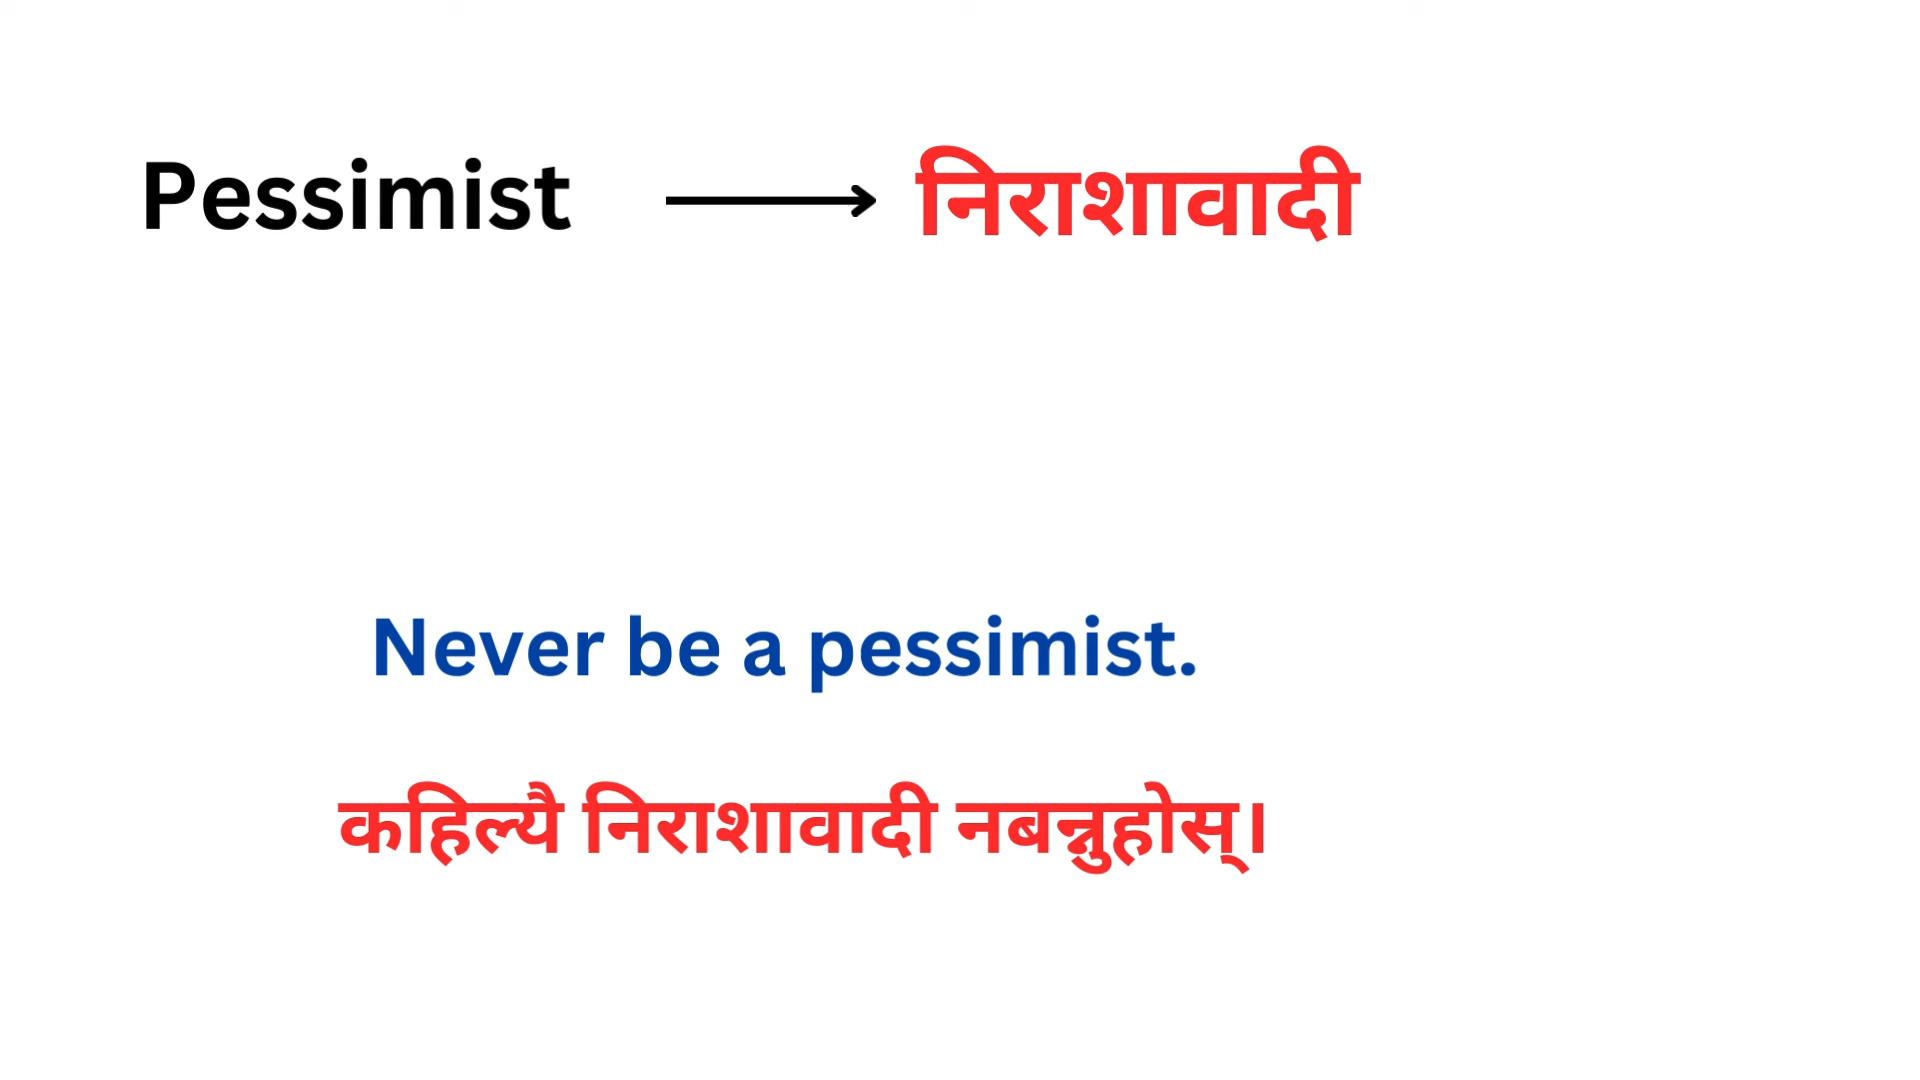 Pessimist → निराशावादी
Never be a pessimist.
कहिल्यै निराशावादी नबन्नुहोस्।